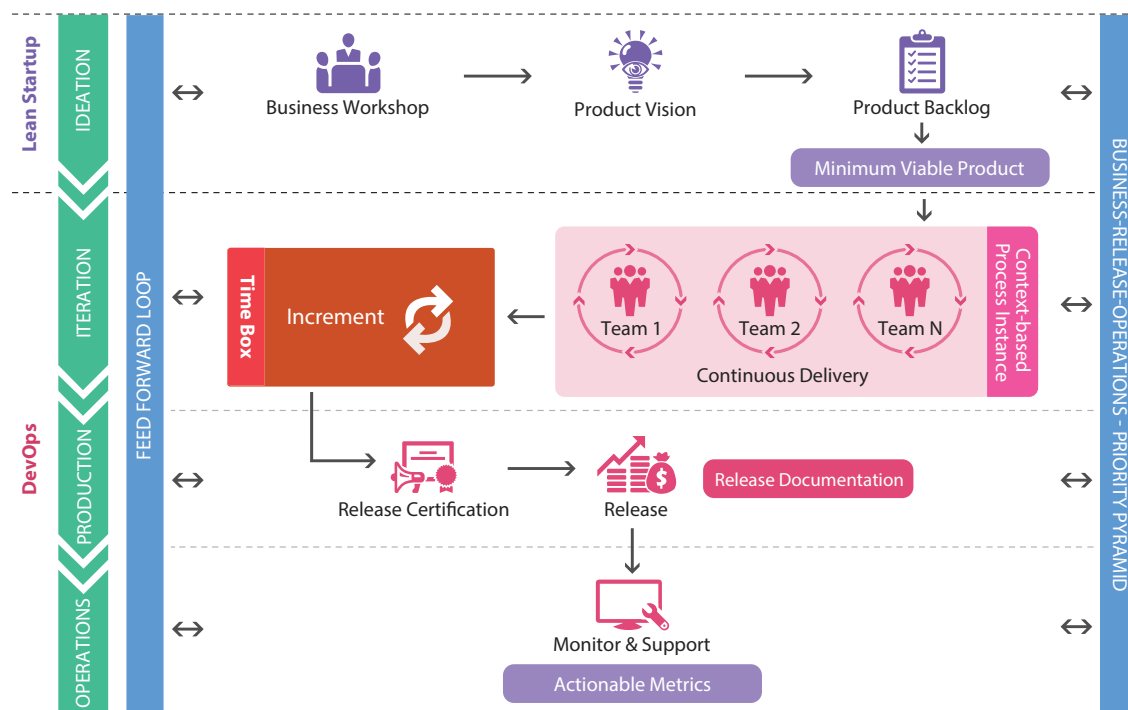 Lean Startup
IDEATION
Business Workshop
Product Vision
Product Backlog
Minimum Viable Product
DevOps
ITERATION
FEED FORWARD LOOP
Time Box
Increment
Team 1
Team 2
Team N
Continuous Delivery
Context-based
Process Instance
BUSINESS-RELEASE-OPERATIONS - PRIORITY PYRAMID
PRODUCTION
Release Certification
$
Release
Release Documentation
OPERATIONS
Monitor & Support
Actionable Metrics